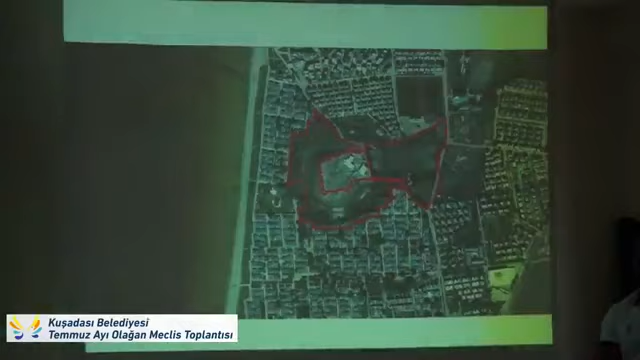 Kuşadası Belediyesi
Temmuz Ayı Olağan Meclis Toplantısı